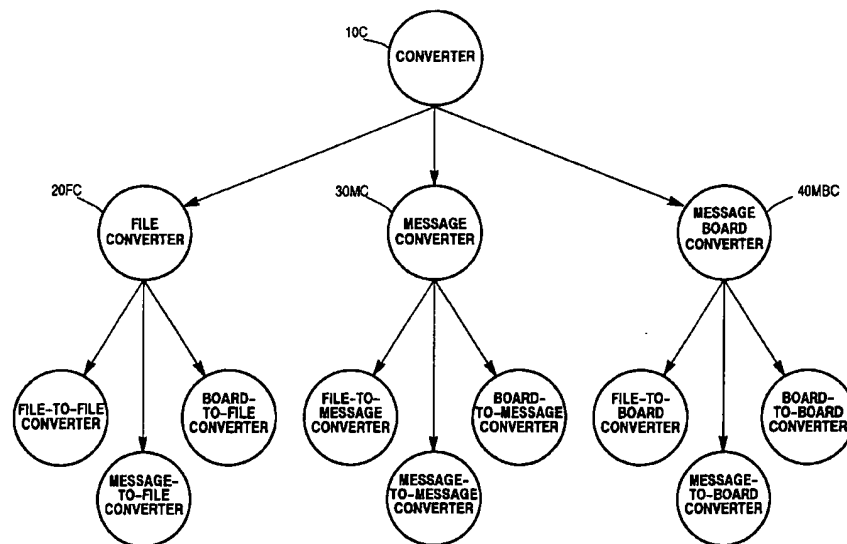 10C
CONVERTER
20FC
FILE
CONVERTER
30MC
MESSAGE
CONVERTER
40MBC
MESSAGE
BOARD
CONVERTER
FILE-TO-FILE
CONVERTER
MESSAGE-
TO-FILE
CONVERTER
BOARD-
TO-FILE
CONVERTER
FILE-TO-
MESSAGE
CONVERTER
MESSAGE-
TO-MESSAGE
CONVERTER
BOARD-
TO-MESSAGE
CONVERTER
FILE-TO-
BOARD
CONVERTER
MESSAGE-
TO-BOARD
CONVERTER
BOARD-
TO-BOARD
CONVERTER